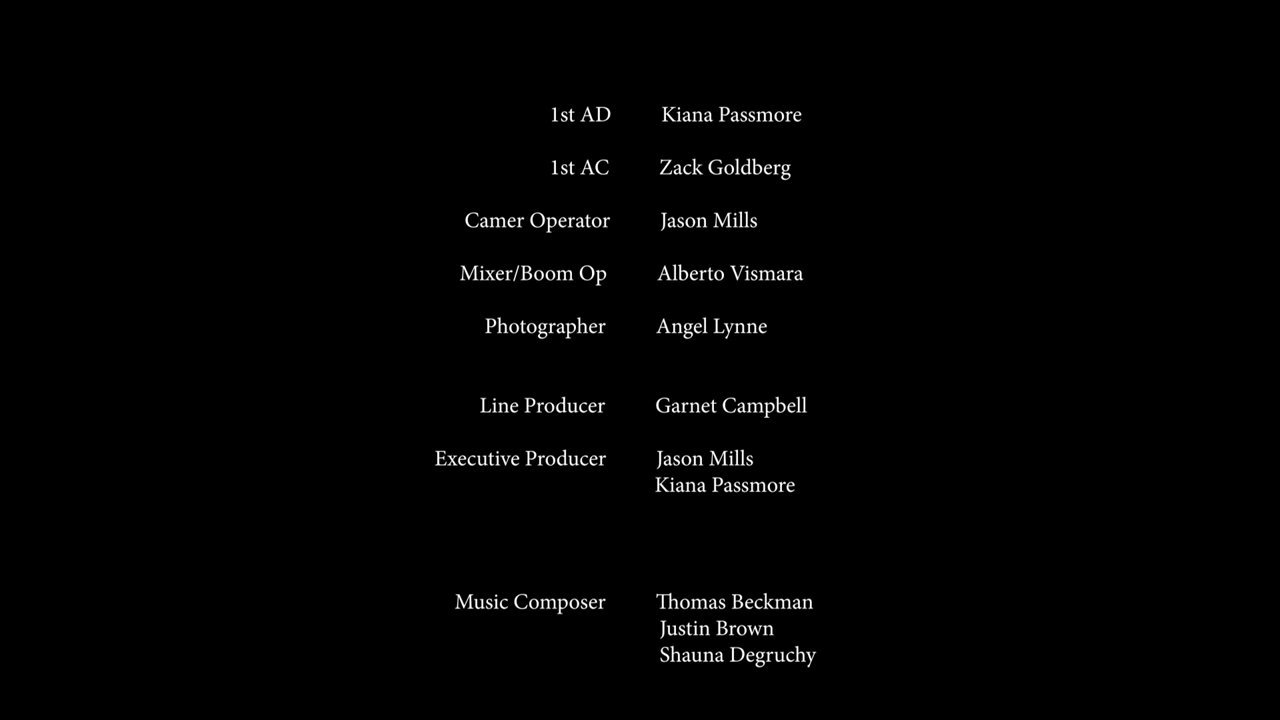 1st AD Kiana Passmore
1st AC Zack Goldberg
Camer Operator Jason Mills
Mixer/Boom Op Alberto Vismara
Photographer Angel Lynne
Line Producer Garnet Campbell
Executive Producer Jason Mills
Kiana Passmore
Music Composer Thomas Beckman
Justin Brown
Shauna Degruchy